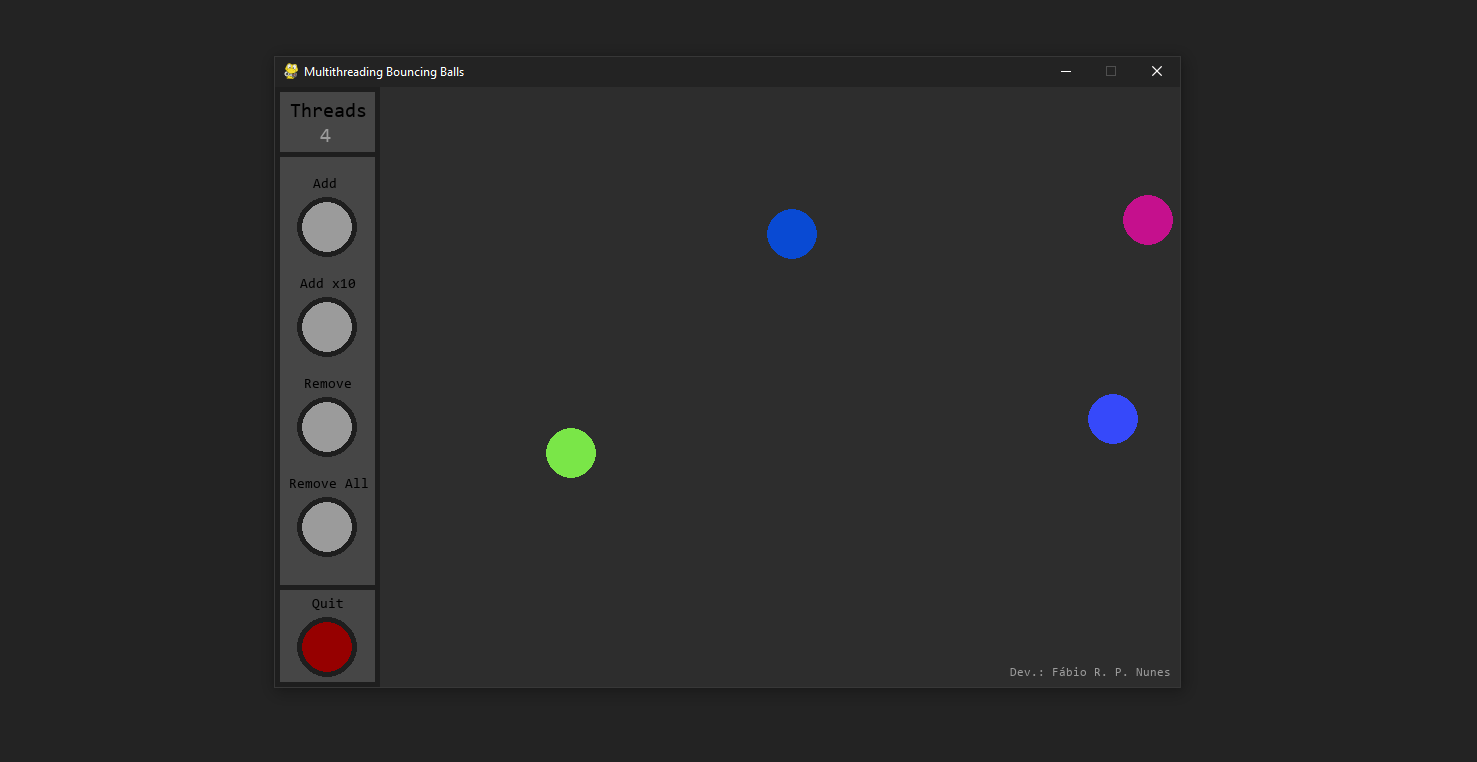 Multithreading Bouncing Balls
Threads
4
Add
Add x10
Remove
Remove All
Quit
Dev.: Fábio R. P. Nunes